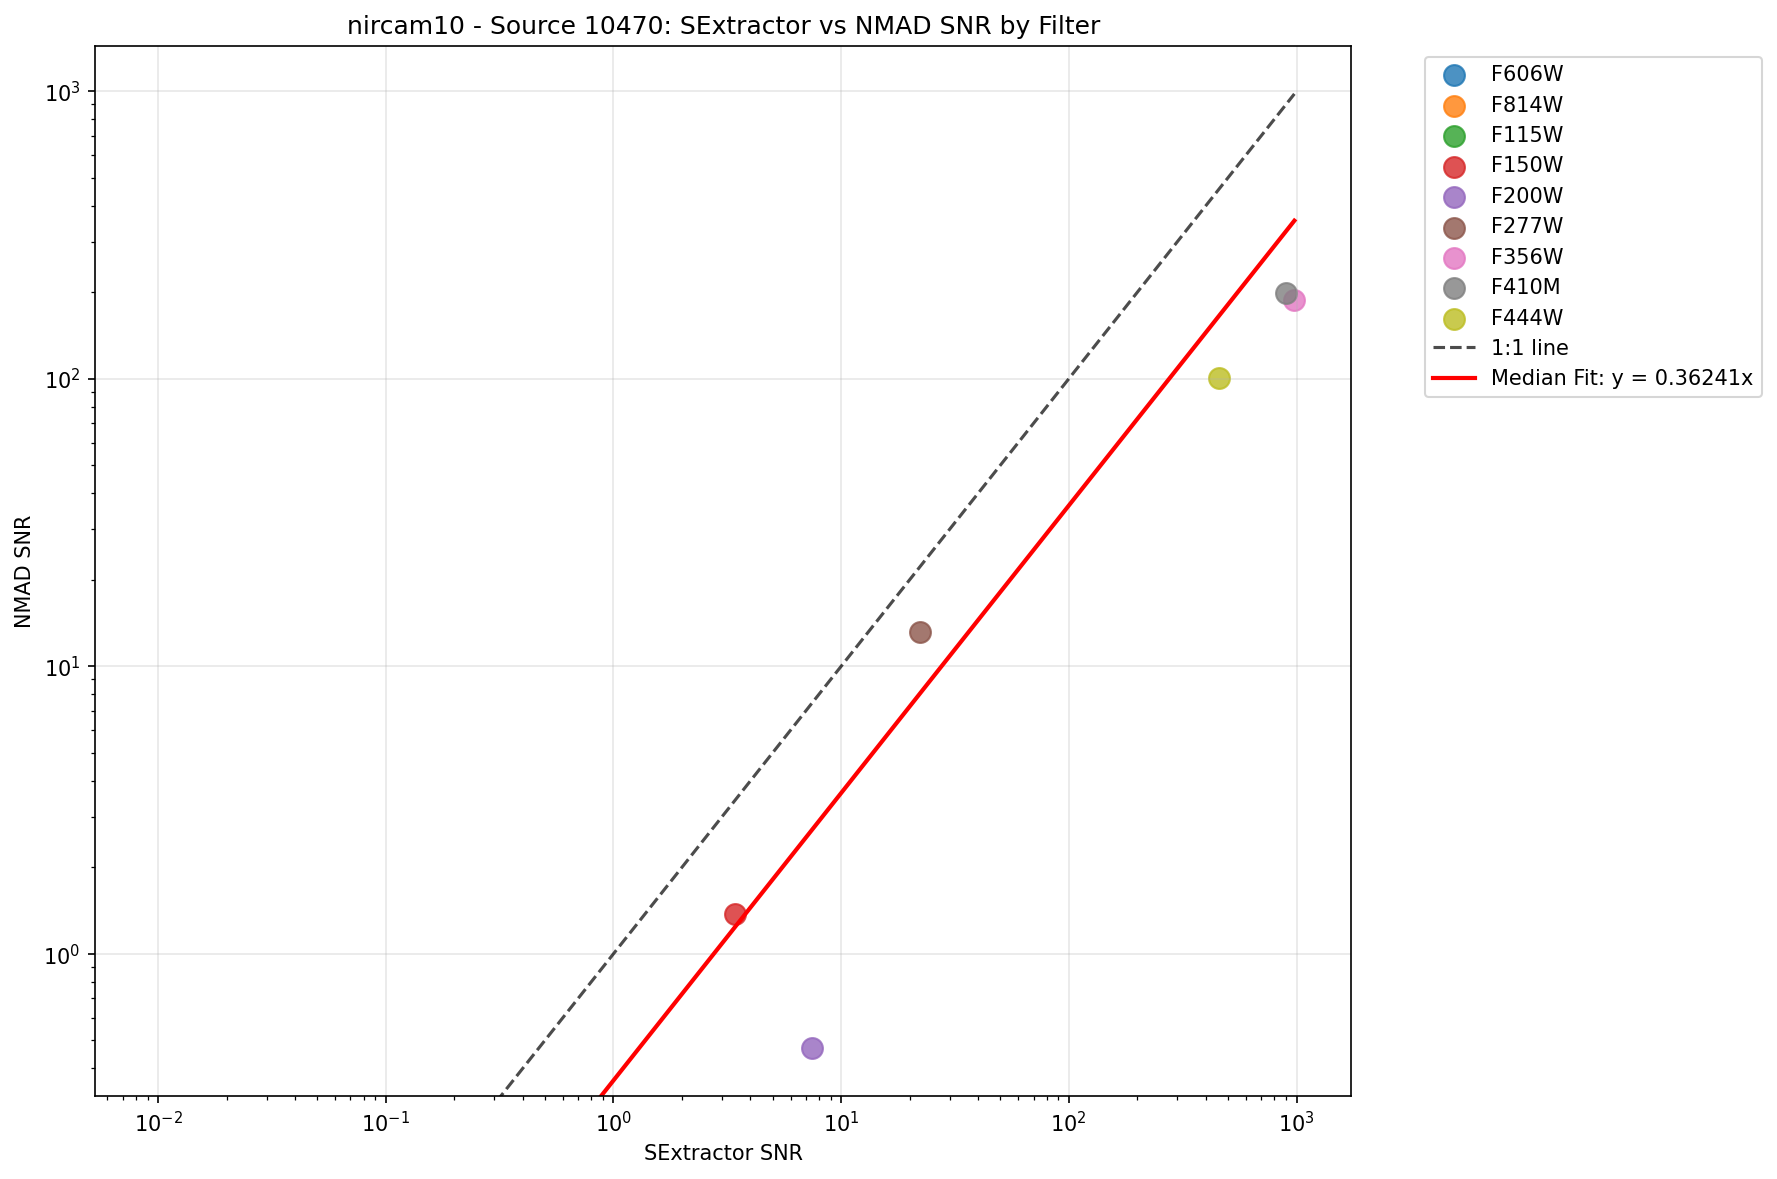 nircam10 - Source 10470: SExtractor vs NMAD SNR by Filter
F606W
F814W
F115W
F150W
F200W
F277W
F356W
F410M
F444W
1:1 line
Median Fit: y = 0.36241x
NMAD SNR
10³
10²
10¹
10⁰
10⁻²
10⁻¹
10⁰
10¹
10²
10³
SExtractor SNR